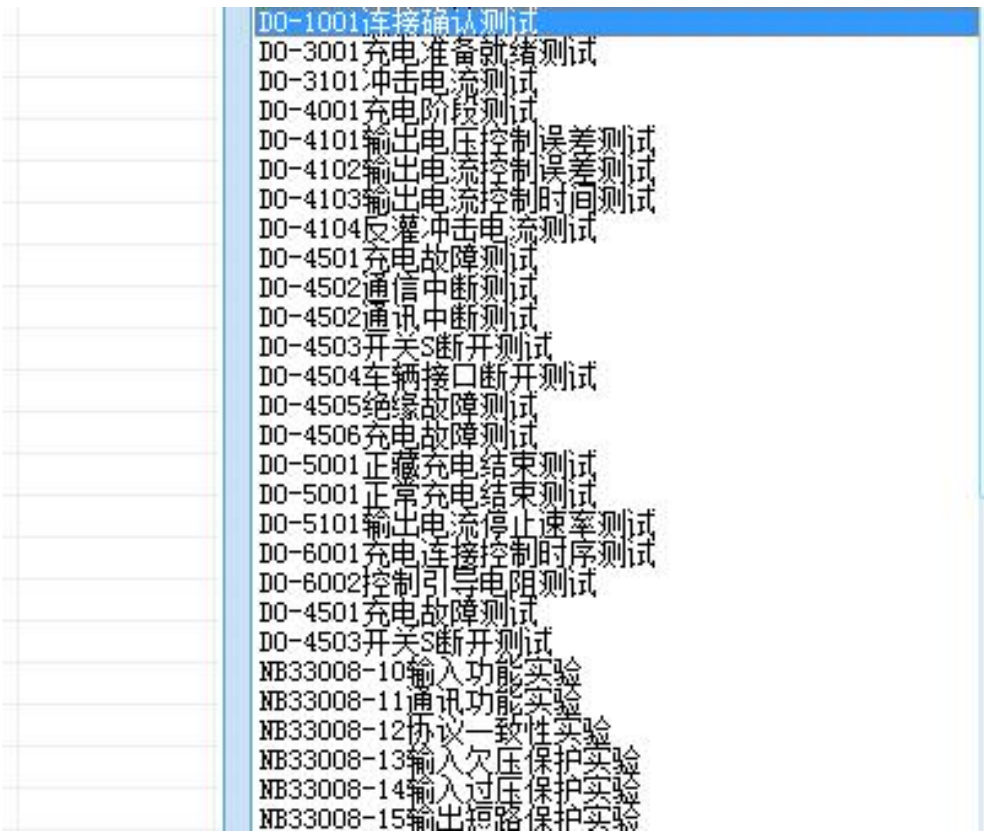 DO-1001连接确认测试
DO-3001充电准备就绪测试
DO-3101冲击电流测试
DO-4001充电阶段测试
DO-4101输出电压控制误差测试
DO-4102输出电流控制误差测试
DO-4103输出电流控制时间测试
DO-4104反灌冲击电流测试
DO-4501充电故障测试
DO-4502通信中断测试
DO-4502通讯中断测试
DO-4503开关S断开测试
DO-4504车辆接口断开测试
DO-4505绝缘故障测试
DO-4506充电故障测试
DO-5001正藏充电结束测试
DO-5001正常充电结束测试
DO-5101输出电流停止速率测试
DO-6001充电连接控制时序测试
DO-6002控制引导电阻测试
DO-4501充电故障测试
DO-4503开关S断开测试
NB33008-10输入功能实验
NB33008-11通讯功能实验
NB33008-12协议一致性实验
NB33008-13输入欠压保护实验
NB33008-14输入过压保护实验
NB33008-15输出短路保护实验